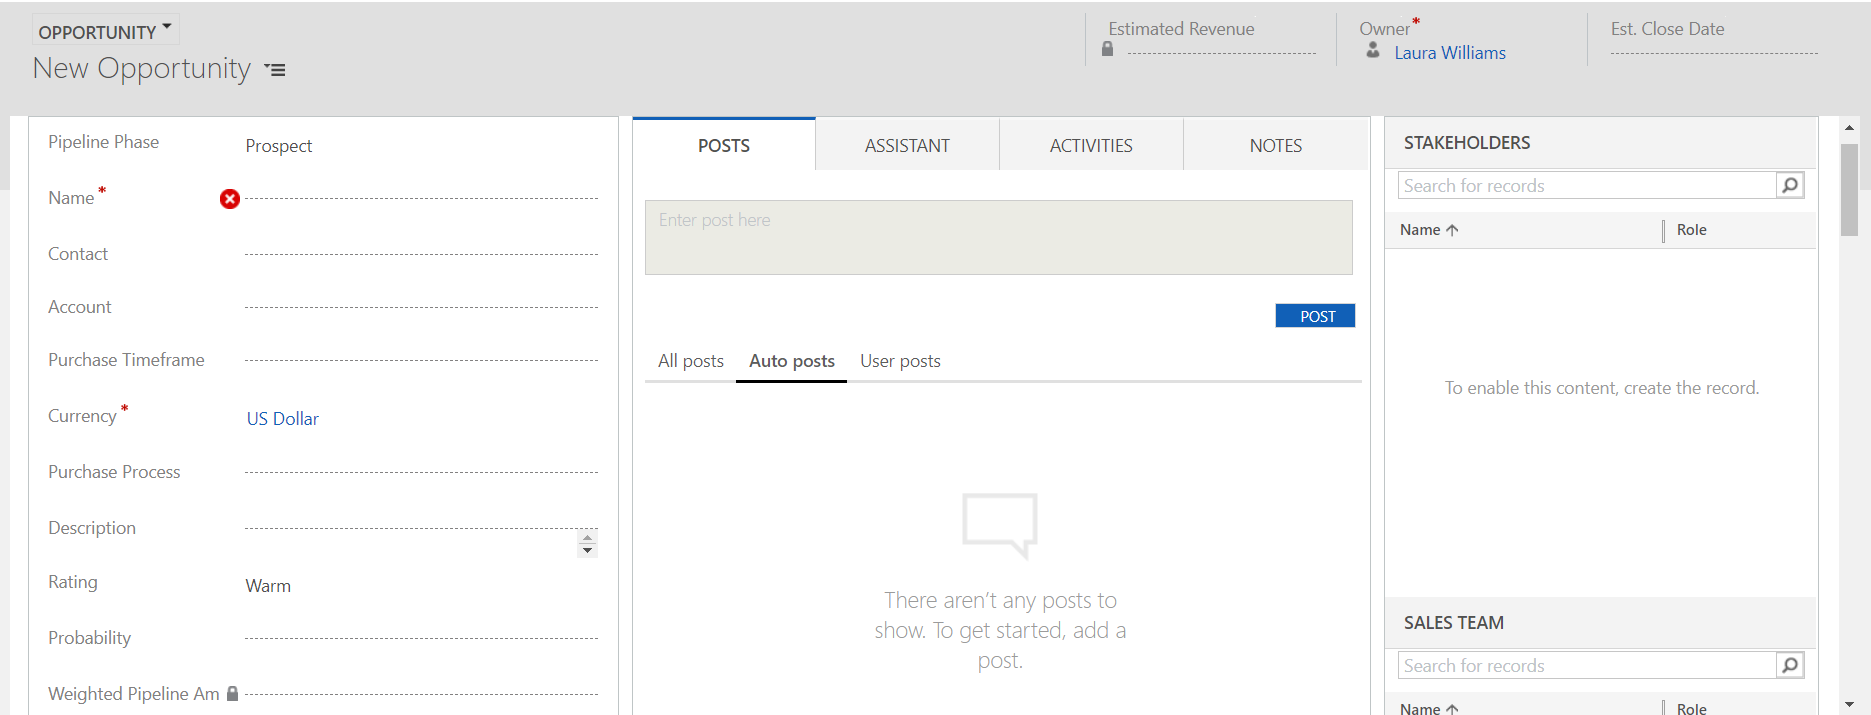 OPPORTUNITY
New Opportunity
Estimated Revenue
Owner*
Laura Williams
Est. Close Date
Pipeline Phase
Prospect
Name*
Contact
Account
Purchase Timeframe
Currency*
US Dollar
Purchase Process
Description
Rating
Warm
Probability
Weighted Pipeline Am
POSTS
ASSISTANT
ACTIVITIES
NOTES
Enter post here
POST
All posts
Auto posts
User posts
There aren't any posts to
show. To get started, add a
post.
STAKEHOLDERS
Search for records
Name
Role
To enable this content, create the record.
SALES TEAM
Search for records
Name
Role